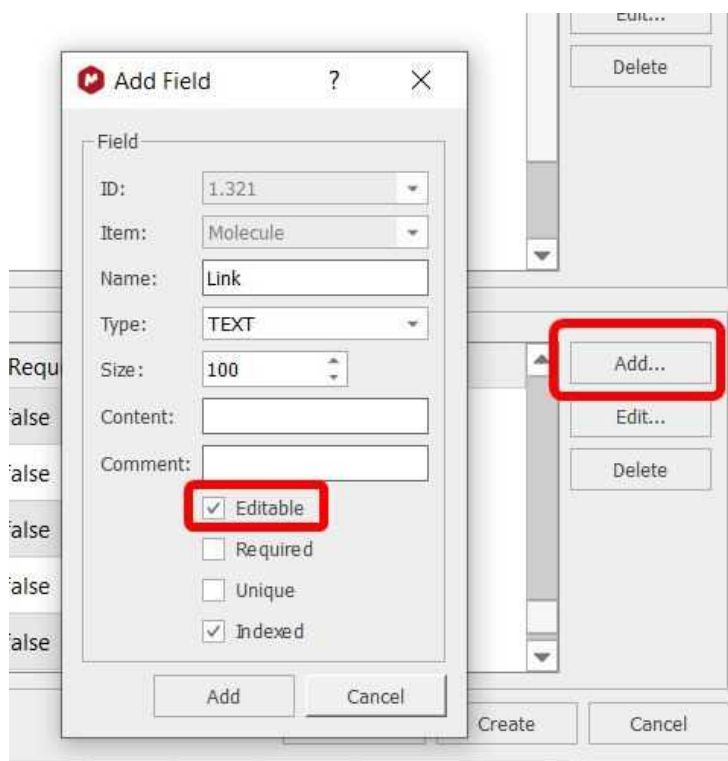 Edit...
Delete
Add Field ?
Field
ID: 1.321
Item: Molecule
Name: Link
Type: TEXT
Size: 100
Content:
Comment:
Editable
Required
Unique
Indexed
Add Cancel
Requ
alse
alse
alse
alse
alse
Add...
Edit...
Delete
Create Cancel